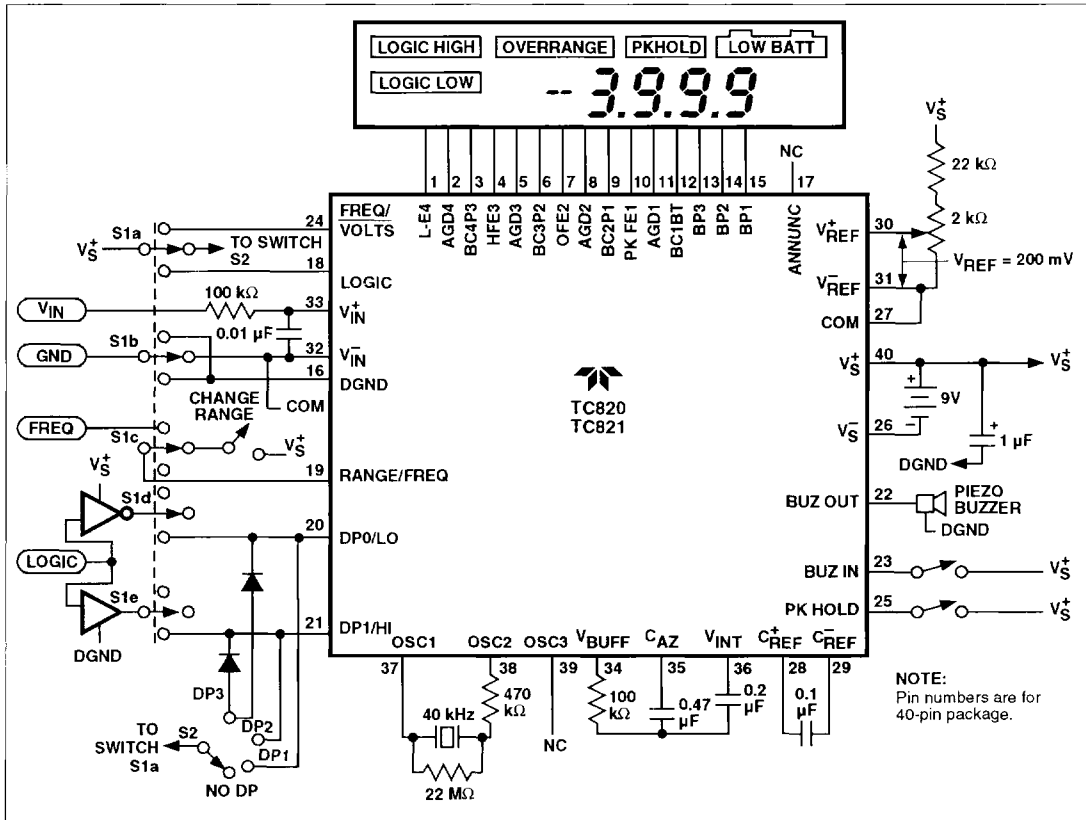 LOGIC HIGH OVERRANGE PKHOLD LOW BATT
LOGIC LOW
--3.9.9.9
1 2 3 4 5 6 7 8 9 10 11 12 13 14 15
NC
17
L-E4 AGD4 BC4P3 HFE3 AGD3 BC3P2 OFE2 AGD2 BC2P1 PK FE1 AGD1 BC1BT BP3 BP2 BP1
ANNUNC
V+S
22 kΩ
2 kΩ
30 V+REF
VREF = 200 mV
31 V−REF
27 COM
40 V+S
V+S
+
9V
−
26 V−S
+
1 µF
DGND
22 BUZ OUT
PIEZO
BUZZER
DGND
23 BUZ IN
V+S
25 PK HOLD
V+S
24 FREQ/
VOLTS
S1a
V+S
TO SWITCH
S2
18 LOGIC
100 kΩ
VIN
33 V+IN
0.01 µF
S1b
GND
32 V−IN
16 DGND
CHANGE
RANGE
COM
FREQ
S1c
V+S
19 RANGE/FREQ
V+S
S1d
20 DP0/LO
LOGIC
S1e
21 DP1/HI
DGND
DP3
DP2
DP1
TO
SWITCH
S1a
S2
NO DP
TC820
TC821
OSC1 OSC2 OSC3 VBUFF CAZ VINT C+REF C−REF
37 38 39 34 35 36 28 29
470
kΩ
40 kHz
22 MΩ
NC
100
kΩ
0.47
µF
0.2
µF
0.1
µF
NOTE:
Pin numbers are for
40-pin package.